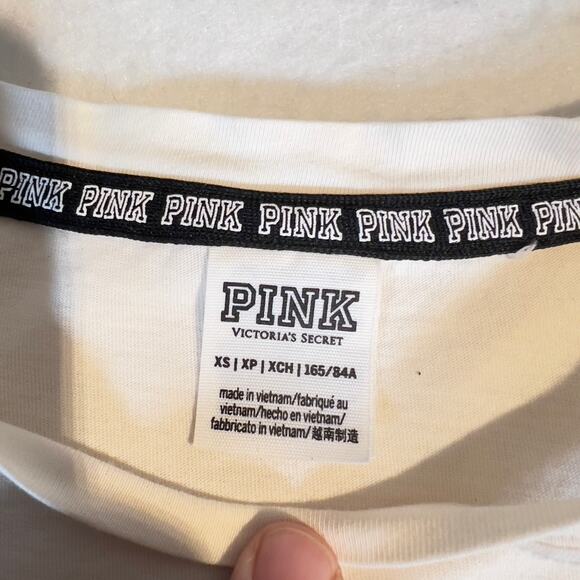 PINK PINK PINK PINK PINK PINK PINK PIN
PINK
VICTORIA'S SECRET
XS | XP | XCH | 165/84A
made in vietnam/fabriqué au
vietnam/hecho en vietnam/
fabbricato in vietnam/越南制造